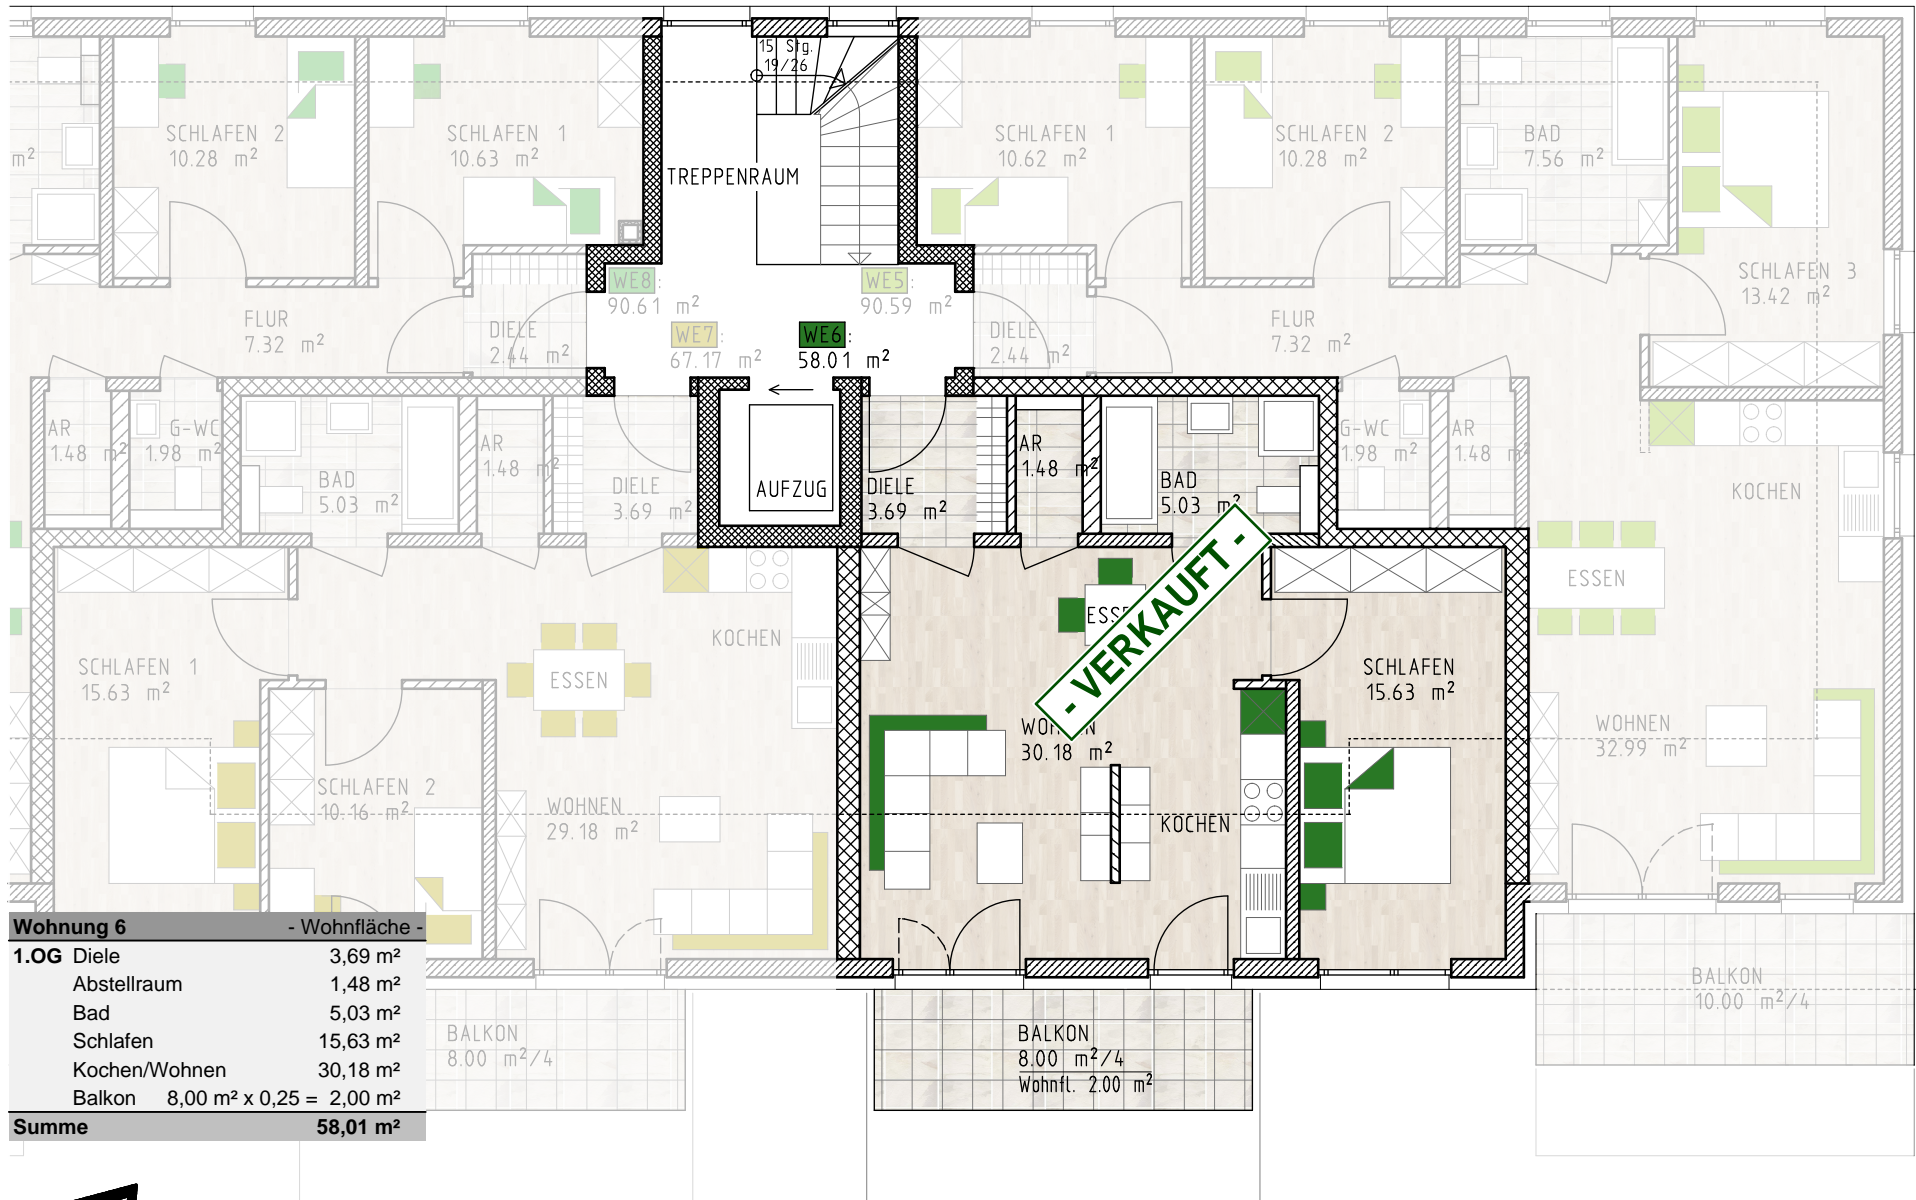 15 Stg.
19/26
SCHLAFEN 2
10.28 m²
SCHLAFEN 1
10.63 m²
SCHLAFEN 1
10.62 m²
SCHLAFEN 2
10.28 m²
BAD
7.56 m²
m²
TREPPENRAUM
WE8:
90.61 m²
WE5:
90.59 m²
SCHLAFEN 3
13.42 m²
FLUR
7.32 m²
DIELE
2.44 m²
WE7:
67.17 m²
WE6:
58.01 m²
DIELE
2.44 m²
FLUR
7.32 m²
AR
1.48 m²
G-WC
1.98 m²
BAD
5.03 m²
AR
1.48 m²
DIELE
3.69 m²
AUFZUG
DIELE
3.69 m²
AR
1.48 m²
BAD
5.03 m²
G-WC
1.98 m²
AR
1.48 m²
KOCHEN
ESSEN
- VERKAUFT -
ESSE
KOCHEN
SCHLAFEN 1
15.63 m²
ESSEN
SCHLAFEN
15.63 m²
WOHNEN
30.18 m²
WOHNEN
32.99 m²
SCHLAFEN 2
10.16 m²
WOHNEN
29.18 m²
KOCHEN
Wohnung 6 - Wohnfläche -
1.OG Diele 3,69 m²
Abstellraum 1,48 m²
Bad 5,03 m²
Schlafen 15,63 m²
Kochen/Wohnen 30,18 m²
Balkon 8,00 m² x 0,25 = 2,00 m²
Summe 58,01 m²
BALKON
8.00 m²/4
BALKON
8.00 m²/4
Wohnfl. 2.00 m²
BALKON
10.00 m²/4